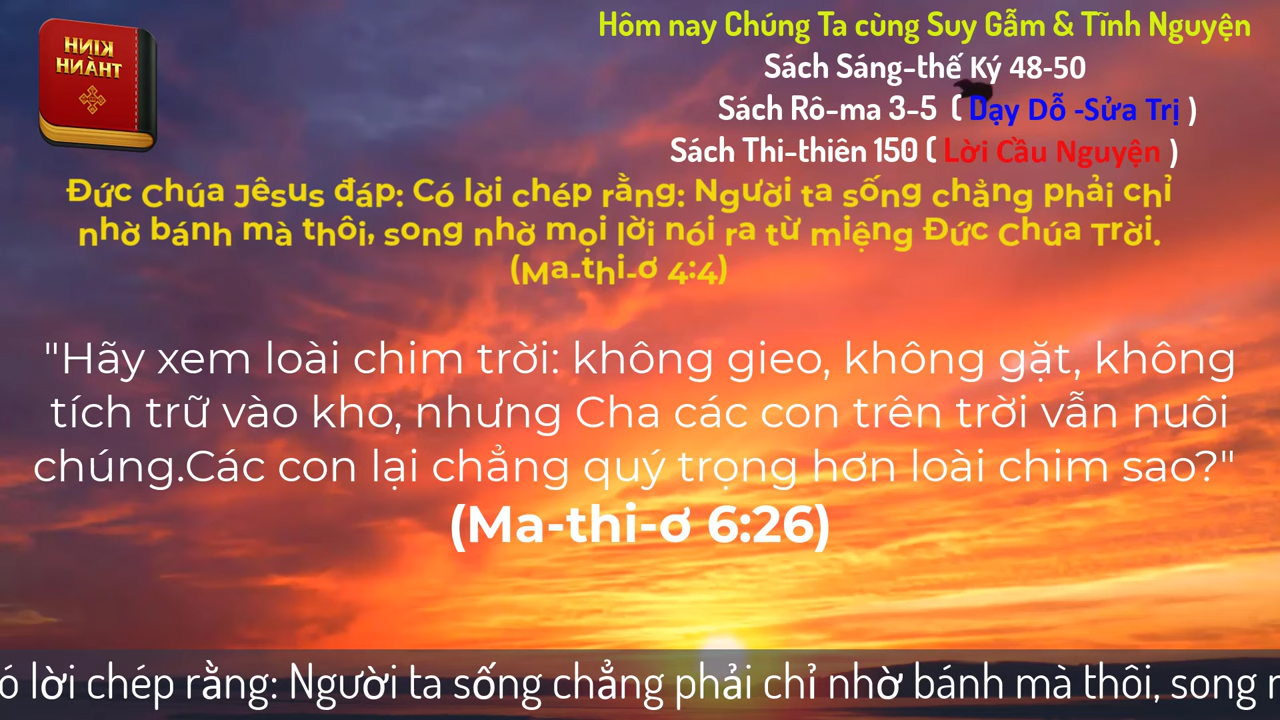 KINH
THÁNH
Hôm nay Chúng Ta cùng Suy Gẫm & Tĩnh Nguyện
Sách Sáng-thế Ký 48-50
Sách Rô-ma 3-5 ( Dạy Dỗ -Sửa Trị )
Sách Thi-thiên 150 ( Lời Cầu Nguyện )
Đức Chúa Jêsus đáp: Có lời chép rằng: Người ta sống chẳng phải chỉ
nhờ bánh mà thôi, song nhờ mọi lời nói ra từ miệng Đức Chúa Trời.
(Ma-thi-ơ 4:4)
"Hãy xem loài chim trời: không gieo, không gặt, không
tích trữ vào kho, nhưng Cha các con trên trời vẫn nuôi
chúng.Các con lại chẳng quý trọng hơn loài chim sao?"
(Ma-thi-ơ 6:26)
ó lời chép rằng: Người ta sống chẳng phải chỉ nhờ bánh mà thôi, song